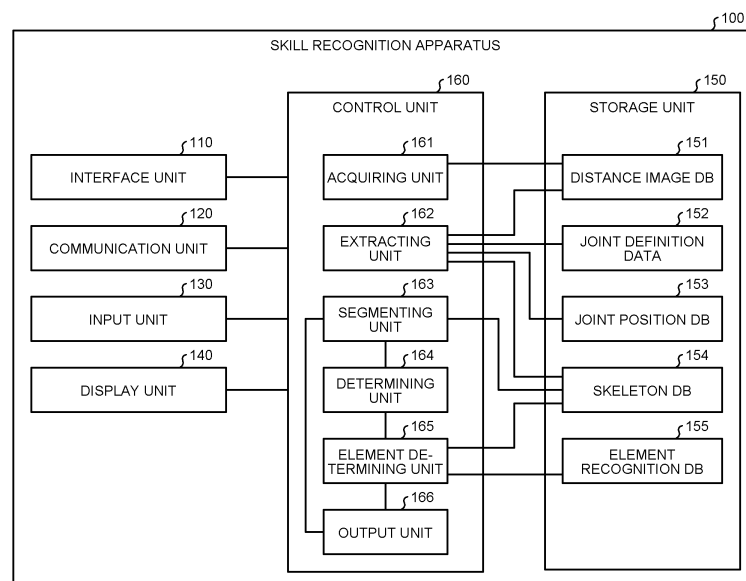 100
SKILL RECOGNITION APPARATUS
160
CONTROL UNIT
150
STORAGE UNIT
110
INTERFACE UNIT
120
COMMUNICATION UNIT
130
INPUT UNIT
140
DISPLAY UNIT
161
ACQUIRING UNIT
162
EXTRACTING
UNIT
163
SEGMENTING
UNIT
164
DETERMINING
UNIT
165
ELEMENT DE-
TERMINING UNIT
166
OUTPUT UNIT
151
DISTANCE IMAGE DB
152
JOINT DEFINITION
DATA
153
JOINT POSITION DB
154
SKELETON DB
155
ELEMENT
RECOGNITION DB